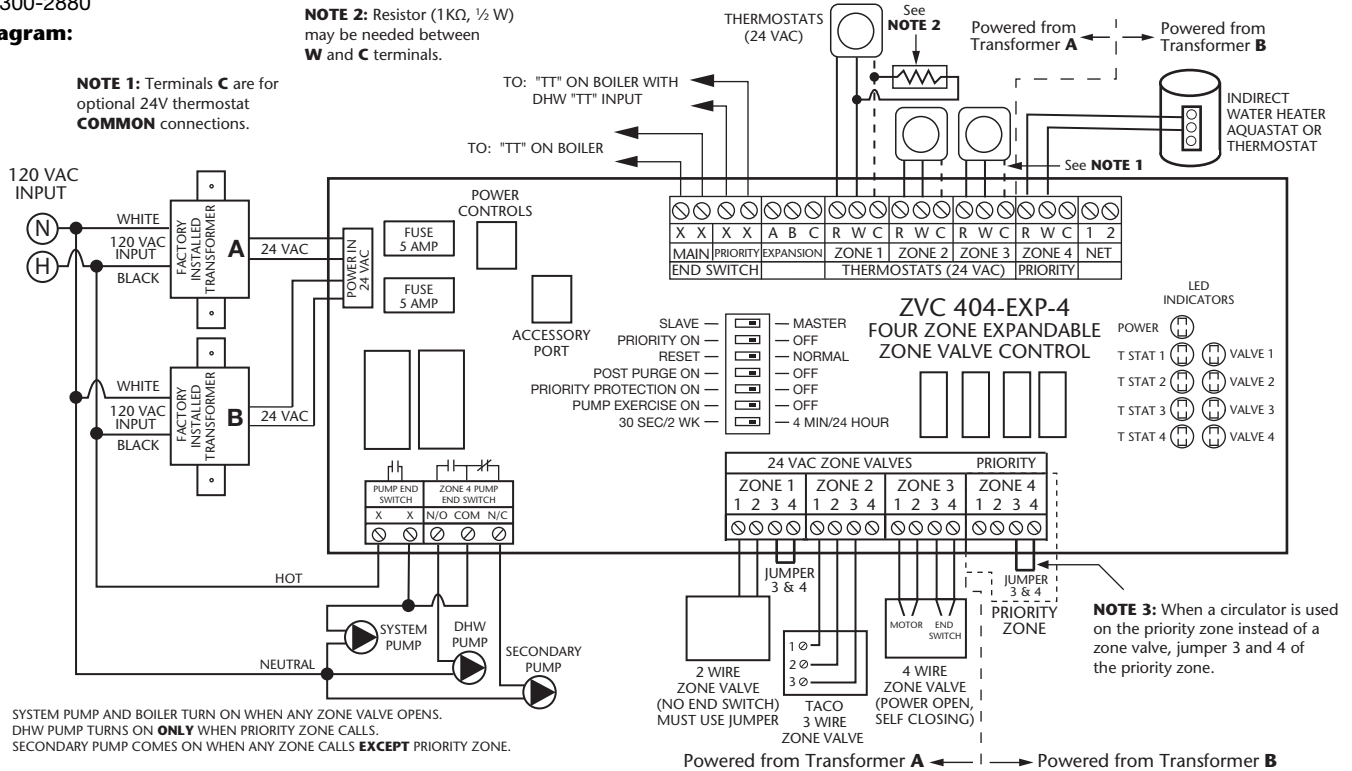 300-2880
agram:
NOTE 2: Resistor (1KΩ, ½ W)
may be needed between
W and C terminals.
NOTE 1: Terminals C are for
optional 24V thermostat
COMMON connections.
THERMOSTATS
(24 VAC)
See
NOTE 2
Powered from
Transformer A
Powered from
Transformer B
TO: "TT" ON BOILER WITH
DHW "TT" INPUT
TO: "TT" ON BOILER
INDIRECT
WATER HEATER
AQUASTAT OR
THERMOSTAT
See NOTE 1
120 VAC
INPUT
N
H
WHITE
120 VAC
INPUT
BLACK
FACTORY
INSTALLED
TRANSFORMER
A
24 VAC
POWER IN
24 VAC
FUSE
5 AMP
FUSE
5 AMP
POWER
CONTROLS
ACCESSORY
PORT
WHITE
120 VAC
INPUT
BLACK
FACTORY
INSTALLED
TRANSFORMER
B
24 VAC
X X X X A B C R W C R W C R W C R W C 1 2
MAIN PRIORITY EXPANSION ZONE 1 ZONE 2 ZONE 3 ZONE 4 NET
END SWITCH THERMOSTATS (24 VAC) PRIORITY
ZVC 404-EXP-4
FOUR ZONE EXPANDABLE
ZONE VALVE CONTROL
SLAVE — — MASTER
PRIORITY ON — — OFF
RESET — — NORMAL
POST PURGE ON — — OFF
PRIORITY PROTECTION ON — — OFF
PUMP EXERCISE ON — — OFF
30 SEC/2 WK — — 4 MIN/24 HOUR
LED
INDICATORS
POWER
T STAT 1 VALVE 1
T STAT 2 VALVE 2
T STAT 3 VALVE 3
T STAT 4 VALVE 4
PUMP END
SWITCH
X X
ZONE 4 PUMP
END SWITCH
N/O COM N/C
24 VAC ZONE VALVES PRIORITY
ZONE 1 ZONE 2 ZONE 3 ZONE 4
1 2 3 4 1 2 3 4 1 2 3 4 1 2 3 4
HOT
NEUTRAL
SYSTEM
PUMP
DHW
PUMP
SECONDARY
PUMP
JUMPER
3 & 4
2 WIRE
ZONE VALVE
(NO END SWITCH)
MUST USE JUMPER
1
2
3
TACO
3 WIRE
ZONE VALVE
MOTOR END
SWITCH
4 WIRE
ZONE VALVE
(POWER OPEN,
SELF CLOSING)
JUMPER
3 & 4
PRIORITY
ZONE
NOTE 3: When a circulator is used
on the priority zone instead of a
zone valve, jumper 3 and 4 of
the priority zone.
SYSTEM PUMP AND BOILER TURN ON WHEN ANY ZONE VALVE OPENS.
DHW PUMP TURNS ON ONLY WHEN PRIORITY ZONE CALLS.
SECONDARY PUMP COMES ON WHEN ANY ZONE CALLS EXCEPT PRIORITY ZONE.
Powered from Transformer A
Powered from Transformer B